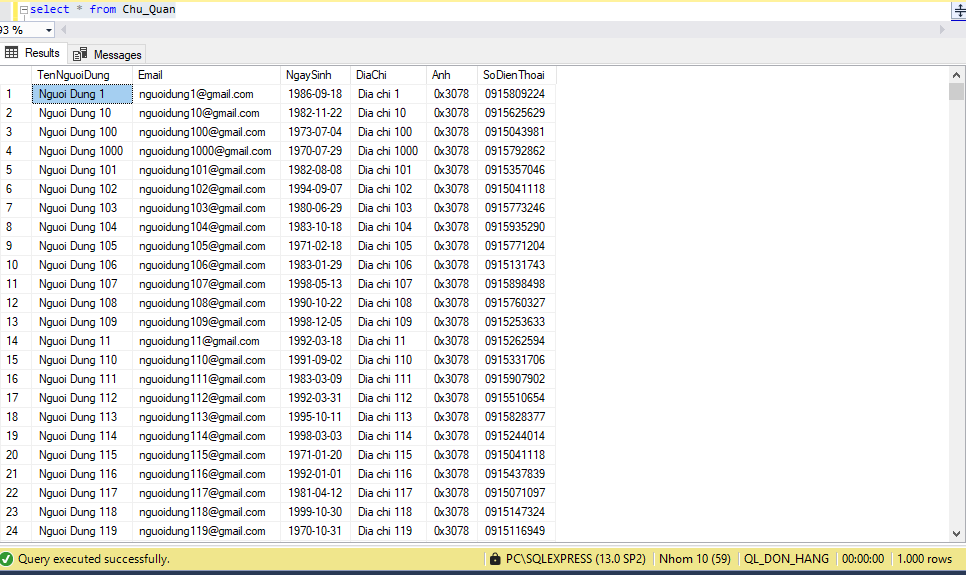 select * from Chu_Quan
93 %
Results Messages
TenNguoiDung Email NgaySinh DiaChi Anh SoDienThoai
1 Nguoi Dung 1 nguoidung1@gmail.com 1986-09-18 Dia chi 1 0x3078 0915809224
2 Nguoi Dung 10 nguoidung10@gmail.com 1982-11-22 Dia chi 10 0x3078 0915625629
3 Nguoi Dung 100 nguoidung100@gmail.com 1973-07-04 Dia chi 100 0x3078 0915043981
4 Nguoi Dung 1000 nguoidung1000@gmail.com 1970-07-29 Dia chi 1000 0x3078 0915792862
5 Nguoi Dung 101 nguoidung101@gmail.com 1982-08-08 Dia chi 101 0x3078 0915357046
6 Nguoi Dung 102 nguoidung102@gmail.com 1994-09-07 Dia chi 102 0x3078 0915041118
7 Nguoi Dung 103 nguoidung103@gmail.com 1980-06-29 Dia chi 103 0x3078 0915773246
8 Nguoi Dung 104 nguoidung104@gmail.com 1983-10-18 Dia chi 104 0x3078 0915935290
9 Nguoi Dung 105 nguoidung105@gmail.com 1971-02-18 Dia chi 105 0x3078 0915771204
10 Nguoi Dung 106 nguoidung106@gmail.com 1983-01-29 Dia chi 106 0x3078 0915131743
11 Nguoi Dung 107 nguoidung107@gmail.com 1998-05-13 Dia chi 107 0x3078 0915898498
12 Nguoi Dung 108 nguoidung108@gmail.com 1990-10-22 Dia chi 108 0x3078 0915760327
13 Nguoi Dung 109 nguoidung109@gmail.com 1998-12-05 Dia chi 109 0x3078 0915253633
14 Nguoi Dung 11 nguoidung11@gmail.com 1992-03-18 Dia chi 11 0x3078 0915262594
15 Nguoi Dung 110 nguoidung110@gmail.com 1991-09-02 Dia chi 110 0x3078 0915331706
16 Nguoi Dung 111 nguoidung111@gmail.com 1983-03-09 Dia chi 111 0x3078 0915907902
17 Nguoi Dung 112 nguoidung112@gmail.com 1992-03-31 Dia chi 112 0x3078 0915510654
18 Nguoi Dung 113 nguoidung113@gmail.com 1995-10-11 Dia chi 113 0x3078 0915828377
19 Nguoi Dung 114 nguoidung114@gmail.com 1998-03-03 Dia chi 114 0x3078 0915244014
20 Nguoi Dung 115 nguoidung115@gmail.com 1971-01-20 Dia chi 115 0x3078 0915041118
21 Nguoi Dung 116 nguoidung116@gmail.com 1992-01-01 Dia chi 116 0x3078 0915437839
22 Nguoi Dung 117 nguoidung117@gmail.com 1981-04-12 Dia chi 117 0x3078 0915071097
23 Nguoi Dung 118 nguoidung118@gmail.com 1999-10-30 Dia chi 118 0x3078 0915147324
24 Nguoi Dung 119 nguoidung119@gmail.com 1970-10-31 Dia chi 119 0x3078 0915116949
Query executed successfully. PC\SQLEXPRESS (13.0 SP2) Nhom 10 (59) QL_DON_HANG 00:00:00 1.000 rows